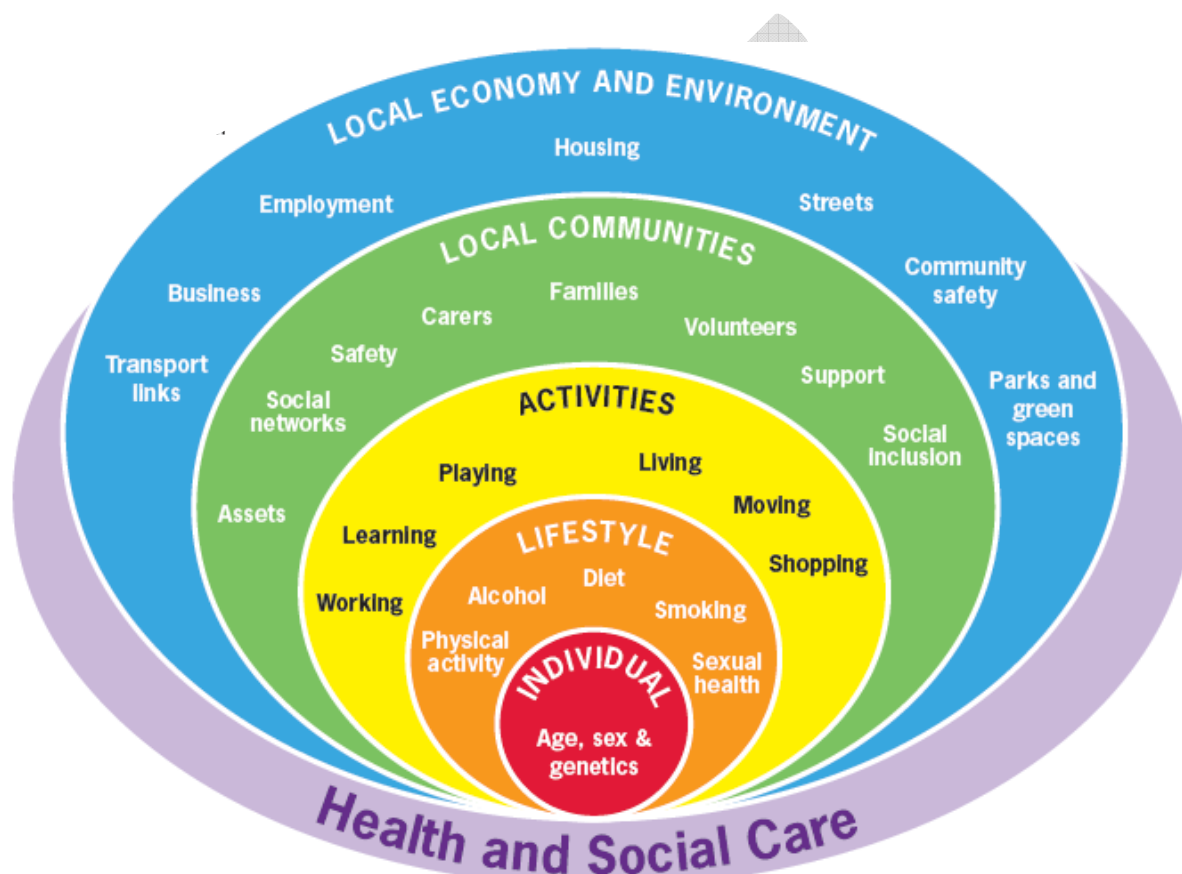 LOCAL ECONOMY AND ENVIRONMENT
Housing
Employment
Streets
Business
Community
safety
Transport
links
Parks and
green
spaces
LOCAL COMMUNITIES
Families
Carers
Volunteers
Safety
Support
Social
networks
Social
Inclusion
Assets
ACTIVITIES
Playing
Living
Learning
Moving
Working
Shopping
LIFESTYLE
Diet
Alcohol
Smoking
Physical
activity
Sexual
health
INDIVIDUAL
Age, sex &
genetics
Health and Social Care